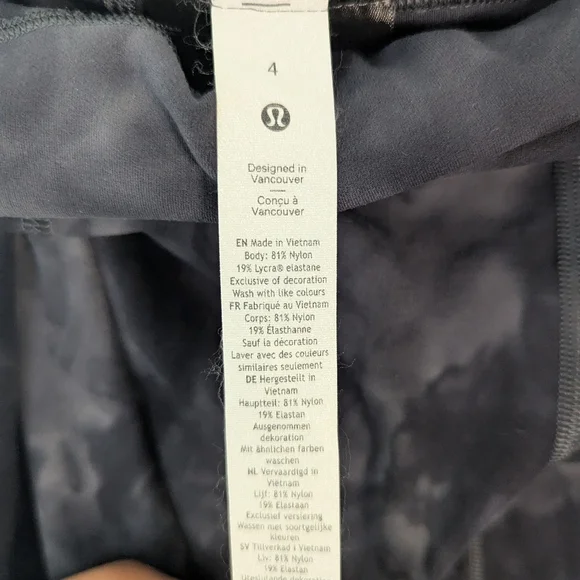 4
Designed in
Vancouver
Conçu à
Vancouver
EN Made in Vietnam
Body: 81% Nylon
19% Lycra® elastane
Exclusive of decoration
Wash with like colours
FR Fabriqué au Vietnam
Corps: 81% Nylon
19% Élasthanne
Sauf la décoration
Laver avec des couleurs
similaires seulement
DE Hergestellt in
Vietnam
Hauptteil: 81% Nylon
19% Elastan
Ausgenommen
dekoration
Mit ähnlichen farben
waschen
NL Vervaardigd in
Vietnam
Lijf: 81% Nylon
19% Elastaan
Exclusief versiering
Wassen met soortgelijke
kleuren
SV Tillverkad i Vietnam
Liv: 81% Nylon
19% Elastan